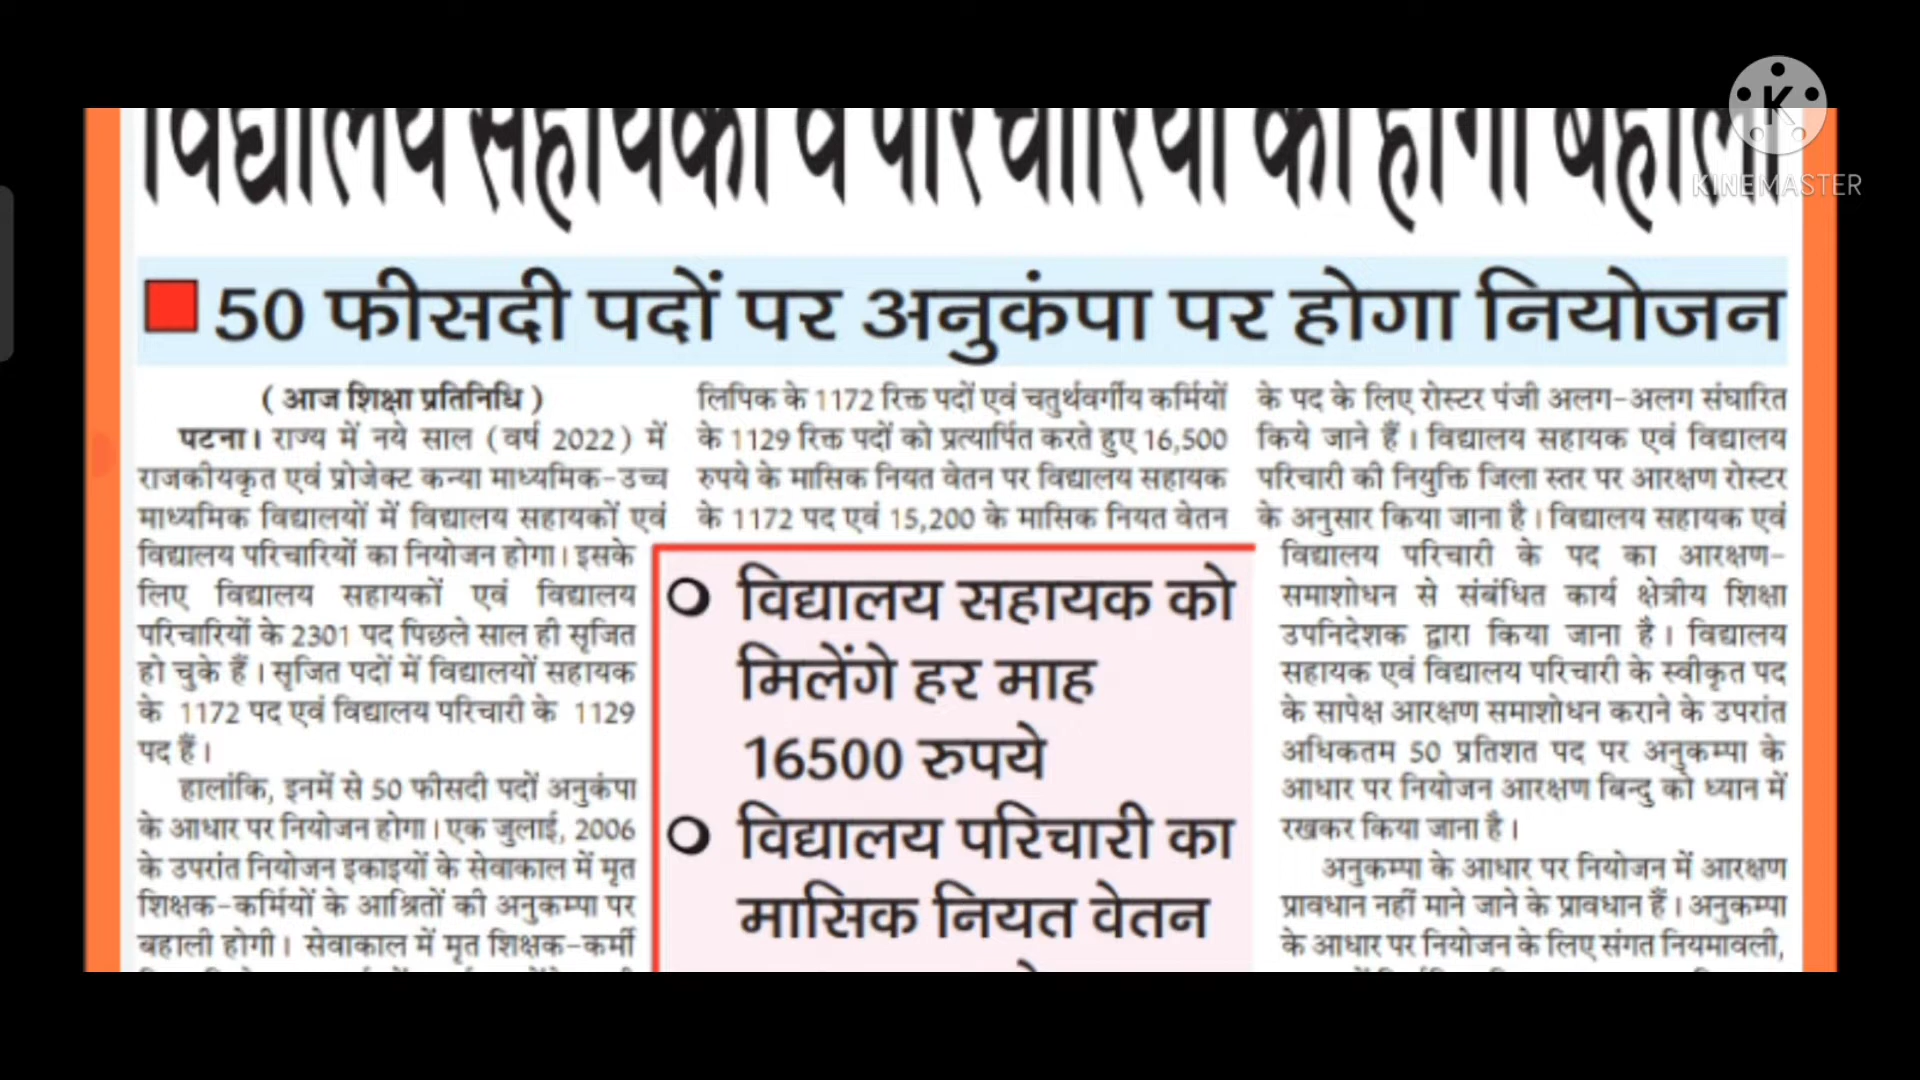 विद्यालय सहायकों व परिचारियों की होगी बहाली
KINEMASTER
50 फीसदी पदों पर अनुकंपा पर होगा नियोजन
( आज शिक्षा प्रतिनिधि )
पटना। राज्य में नये साल (वर्ष 2022) में
राजकीयकृत एवं प्रोजेक्ट कन्या माध्यमिक-उच्च
माध्यमिक विद्यालयों में विद्यालय सहायकों एवं
विद्यालय परिचारियों का नियोजन होगा। इसके
लिए विद्यालय सहायकों एवं विद्यालय
परिचारियों के 2301 पद पिछले साल ही सृजित
हो चुके हैं। सृजित पदों में विद्यालयों सहायक
के 1172 पद एवं विद्यालय परिचारी के 1129
पद हैं।
हालांकि, इनमें से 50 फीसदी पदों अनुकंपा
के आधार पर नियोजन होगा। एक जुलाई, 2006
के उपरांत नियोजन इकाइयों के सेवाकाल में मृत
शिक्षक-कर्मियों के आश्रितों की अनुकम्पा पर
बहाली होगी। सेवाकाल में मृत शिक्षक-कर्मी
लिपिक के 1172 रिक्त पदों एवं चतुर्थवर्गीय कर्मियों
के 1129 रिक्त पदों को प्रत्यार्पित करते हुए 16,500
रुपये के मासिक नियत वेतन पर विद्यालय सहायक
के 1172 पद एवं 15,200 के मासिक नियत वेतन
विद्यालय सहायक को
मिलेंगे हर माह
16500 रुपये
विद्यालय परिचारी का
मासिक नियत वेतन
के पद के लिए रोस्टर पंजी अलग-अलग संघारित
किये जाने हैं। विद्यालय सहायक एवं विद्यालय
परिचारी की नियुक्ति जिला स्तर पर आरक्षण रोस्टर
के अनुसार किया जाना है। विद्यालय सहायक एवं
विद्यालय परिचारी के पद का आरक्षण-
समाशोधन से संबंधित कार्य क्षेत्रीय शिक्षा
उपनिदेशक द्वारा किया जाना है। विद्यालय
सहायक एवं विद्यालय परिचारी के स्वीकृत पद
के सापेक्ष आरक्षण समाशोधन कराने के उपरांत
अधिकतम 50 प्रतिशत पद पर अनुकम्पा के
आधार पर नियोजन आरक्षण बिन्दु को ध्यान में
रखकर किया जाना है।
अनुकम्पा के आधार पर नियोजन में आरक्षण
प्रावधान नहीं माने जाने के प्रावधान हैं। अनुकम्पा
के आधार पर नियोजन के लिए संगत नियमावली,